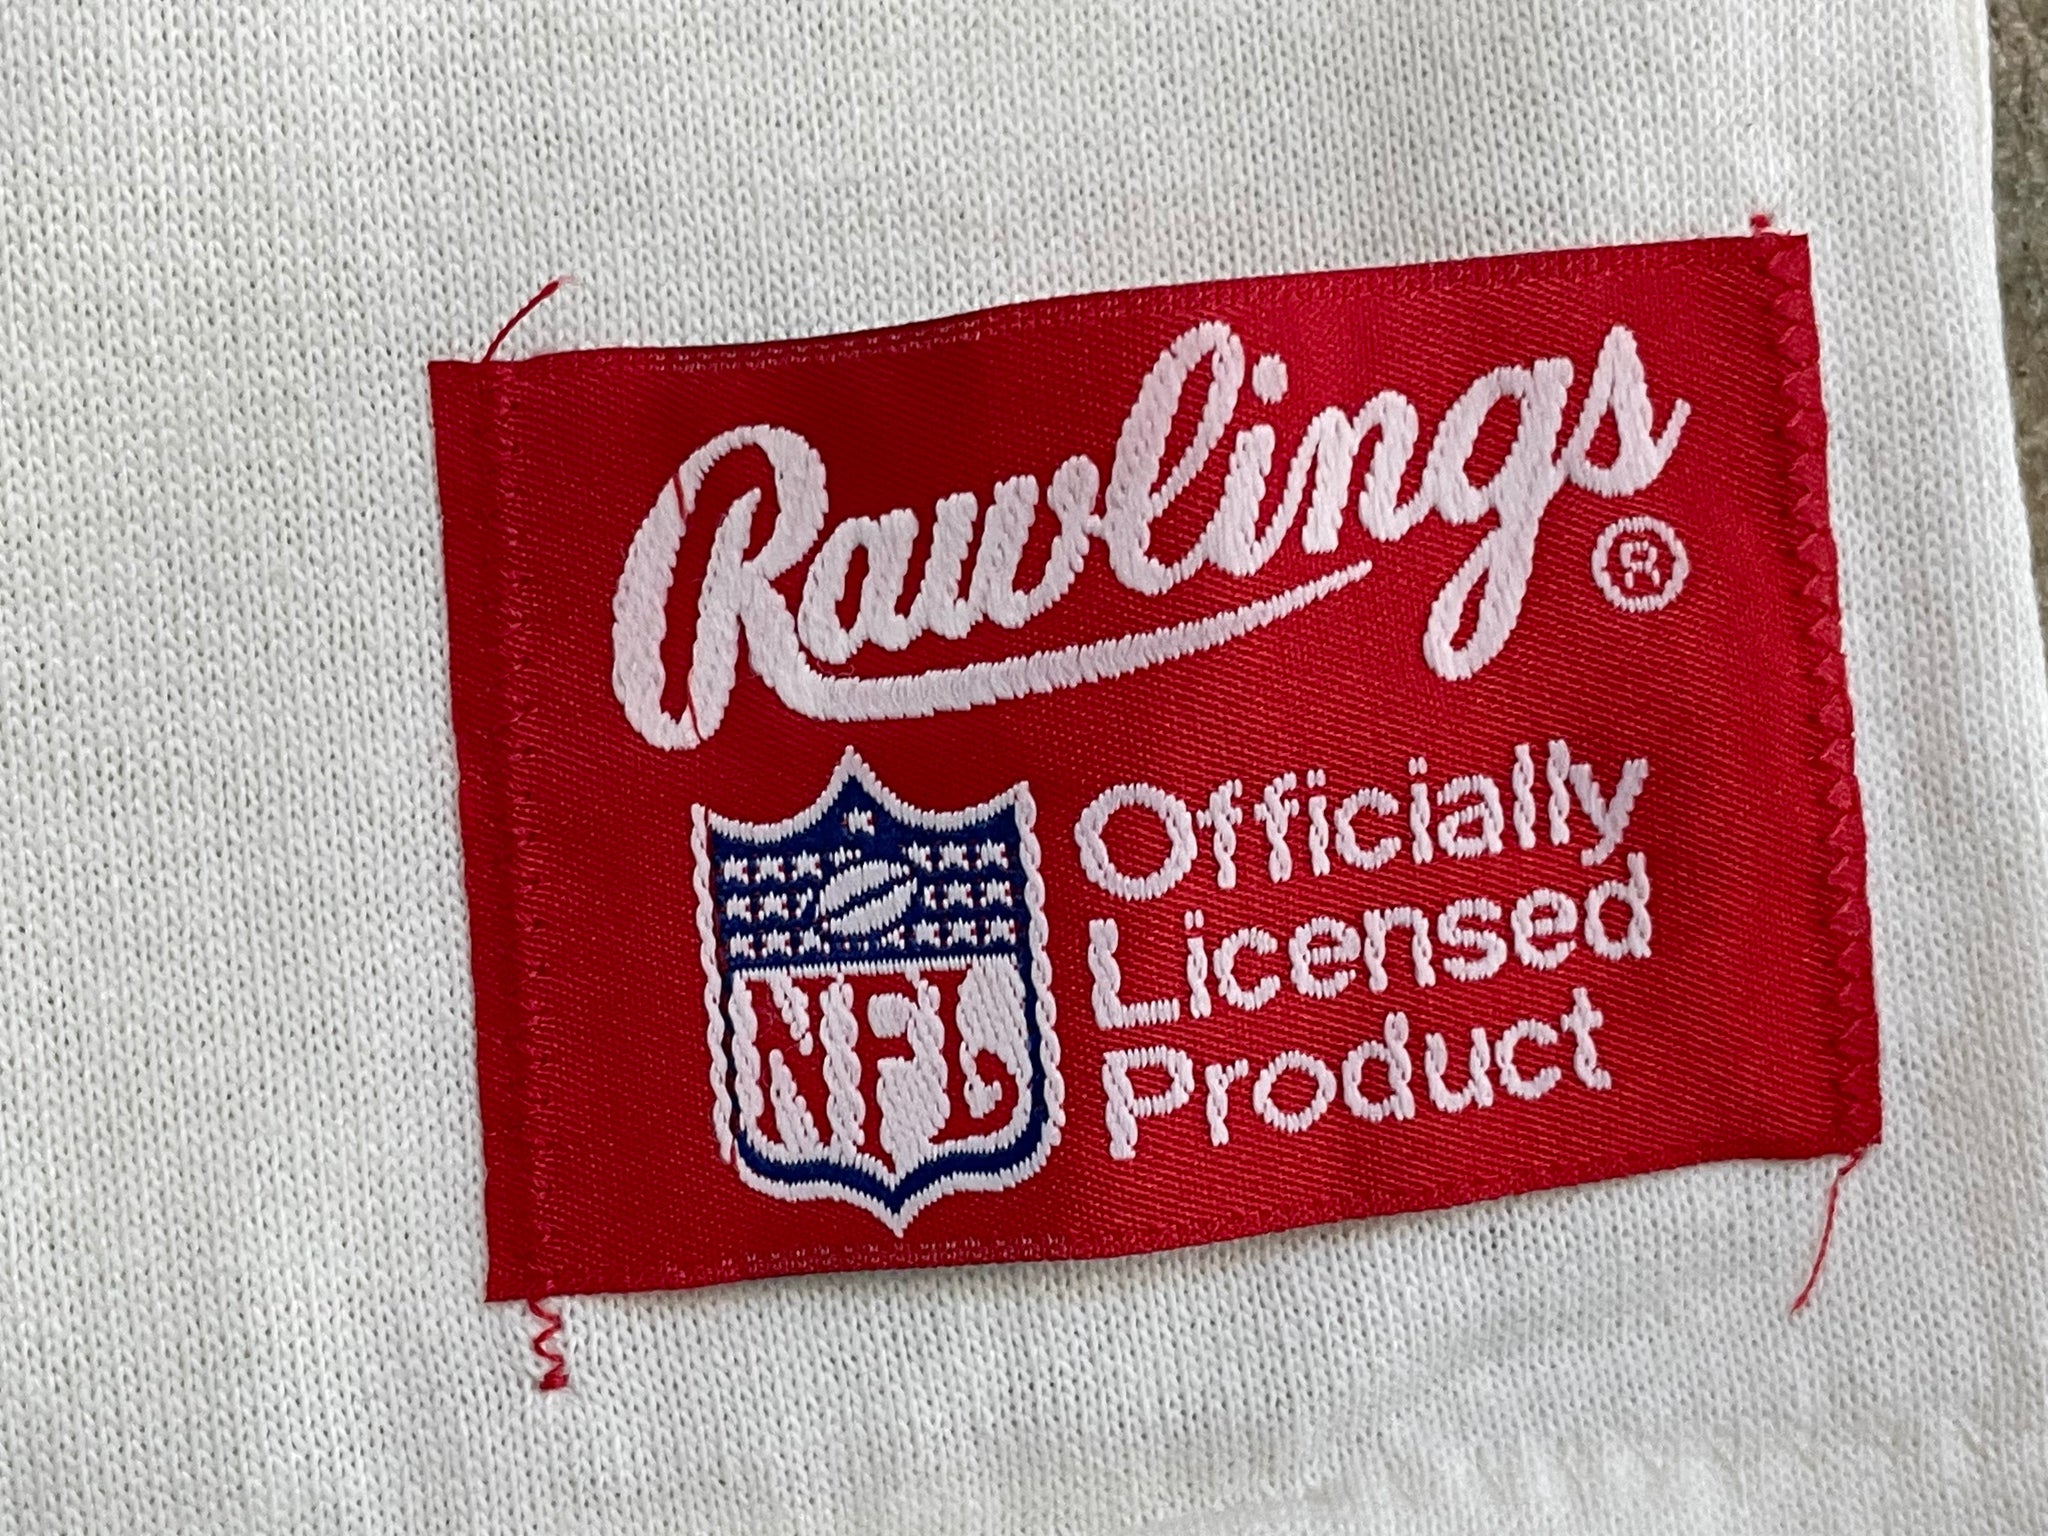 Rawlings
®
NFL
Officially
Licensed
Product